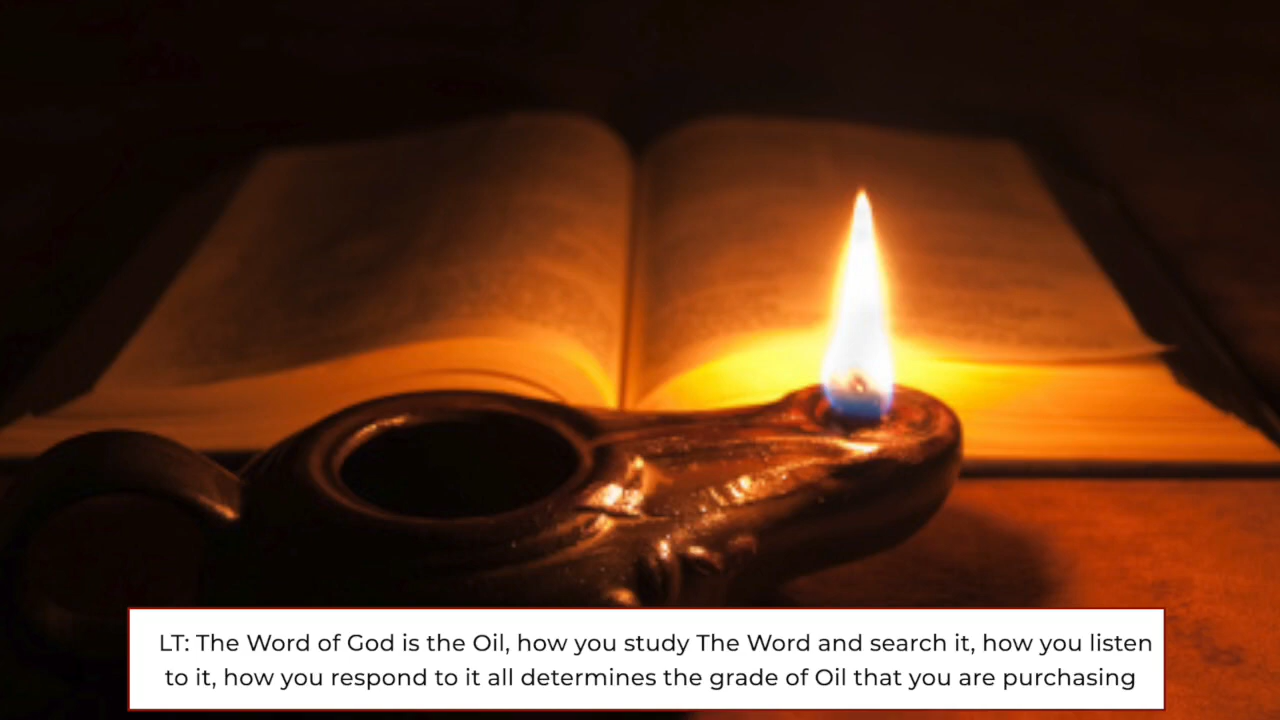 LT: The Word of God is the Oil, how you study The Word and search it, how you listen
to it, how you respond to it all determines the grade of Oil that you are purchasing